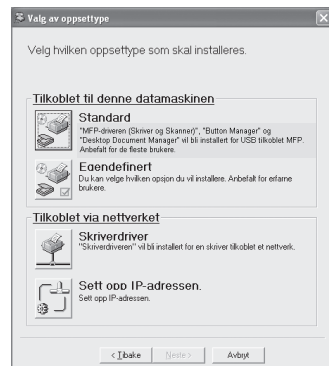 Valg av oppsettype
Velg hvilken oppsettype som skal installeres.
Tilkoblet til denne datamaskinen
Standard
"MFP-driveren (Skriver og Skanner)", "Button Manager" og
"Desktop Document Manager" vil bli installert for USB tilkoblet MFP.
Anbefalt for de fleste brukere.
Egendefinert
Du kan velge hvilken opsjon du vil installere. Anbefalt for erfarne
brukere.
Tilkoblet via nettverket
Skriverdriver
"Skriverdriveren" vil bli installert for en skriver tilkoblet et nettverk.
Sett opp IP-adressen.
Sett opp IP-adressen.
< Tibake
Neste >
Avbryt